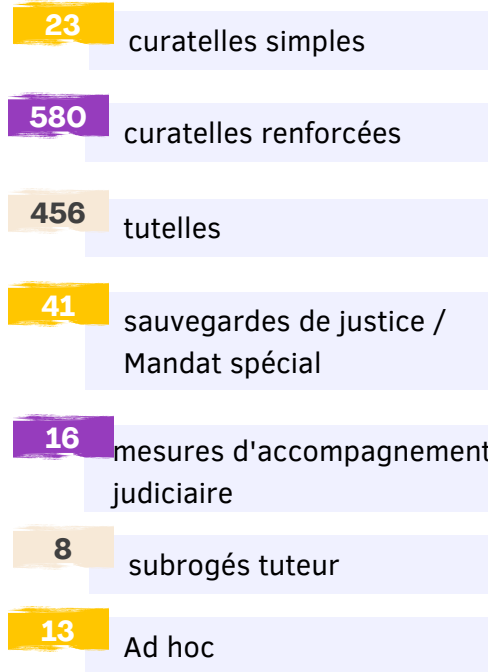 23
curatelles simples
580
curatelles renforcées
456
tutelles
41
sauvegardes de justice /
Mandat spécial
16
mesures d'accompagnement
judiciaire
8
subrogés tuteur
13
Ad hoc